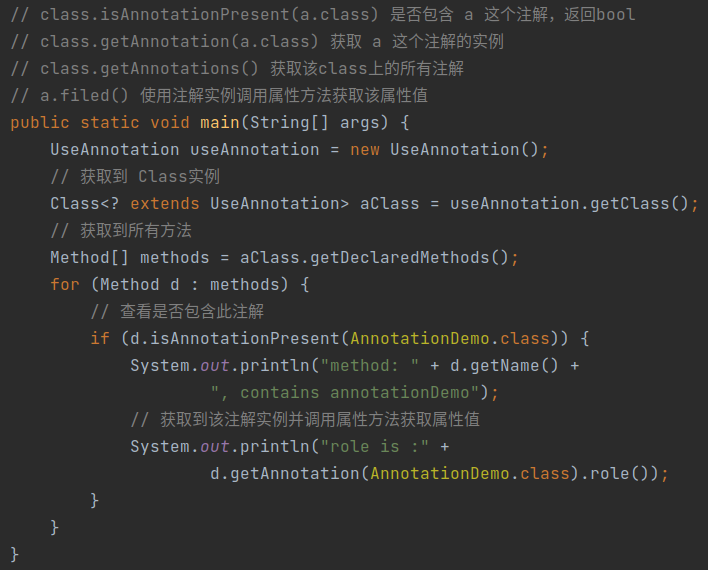 // class.isAnnotationPresent(a.class) 是否包含 a 这个注解，返回bool
// class.getAnnotation(a.class) 获取 a 这个注解的实例
// class.getAnnotations() 获取该class上的所有注解
// a.filed() 使用注解实例调用属性方法获取该属性值
public static void main(String[] args) {
    UseAnnotation useAnnotation = new UseAnnotation();
    // 获取到 Class实例
    Class<? extends UseAnnotation> aClass = useAnnotation.getClass();
    // 获取到所有方法
    Method[] methods = aClass.getDeclaredMethods();
    for (Method d : methods) {
        // 查看是否包含此注解
        if (d.isAnnotationPresent(AnnotationDemo.class)) {
            System.out.println("method: " + d.getName() +
                    ", contains annotationDemo");
            // 获取到该注解实例并调用属性方法获取属性值
            System.out.println("role is :" +
                    d.getAnnotation(AnnotationDemo.class).role());
        }
    }
}